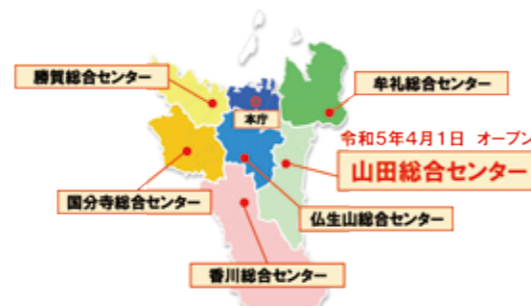 勝賀総合センター
牟礼総合センター
本庁
令和5年4月1日 オープン
山田総合センター
国分寺総合センター
仏生山総合センター
香川総合センター